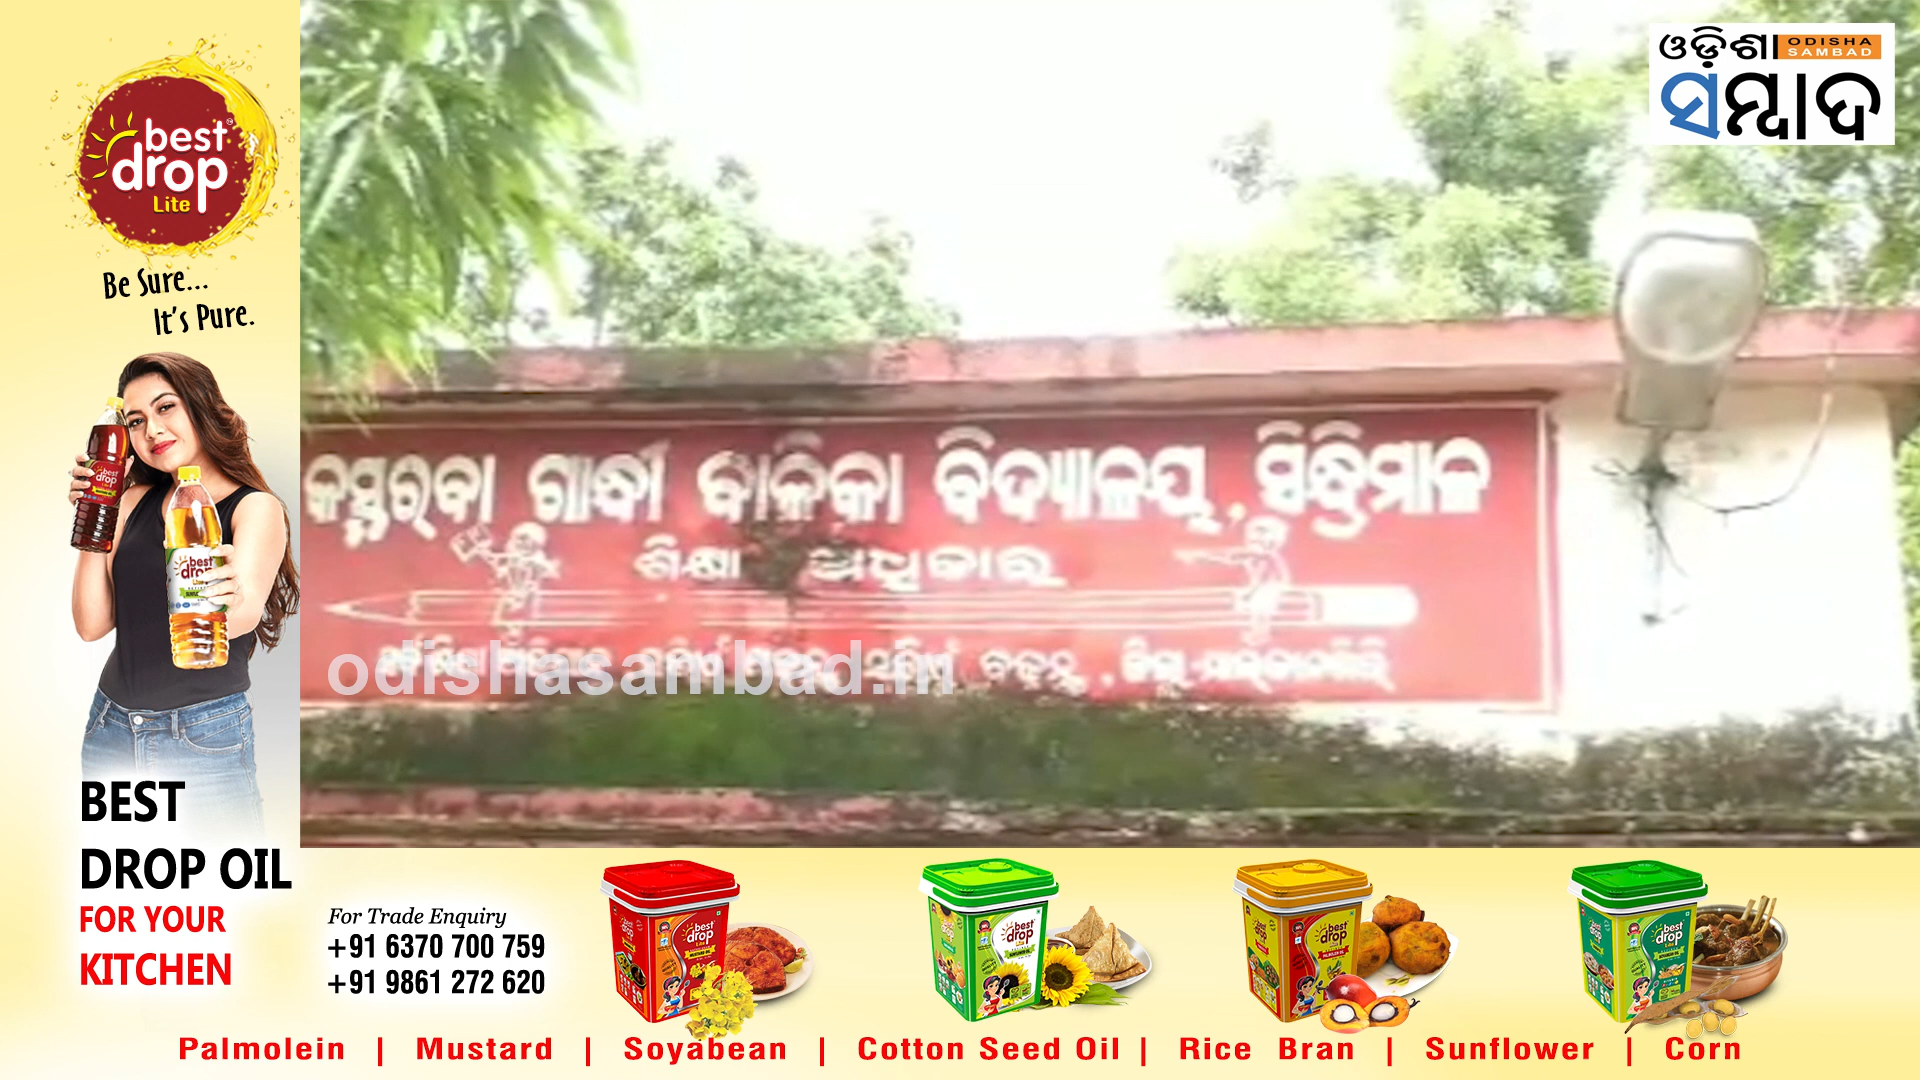 best
drop
Lite
Be Sure...
It's Pure.
BEST
DROP OIL
FOR YOUR
KITCHEN
ଓଡ଼ିଶା ODISHA SAMBAD
ସମ୍ବାଦ
କସ୍ତୁରବା ଗାନ୍ଧୀ ବାଳିକା ବିଦ୍ୟାଳୟ, ସିନ୍ଧ୍ରିମାଳ
ଶିକ୍ଷା ଅଧିକାର
odishasambad.in
For Trade Enquiry
+91 6370 700 759
+91 9861 272 620
Palmolein | Mustard | Soyabean | Cotton Seed Oil | Rice Bran | Sunflower | Corn